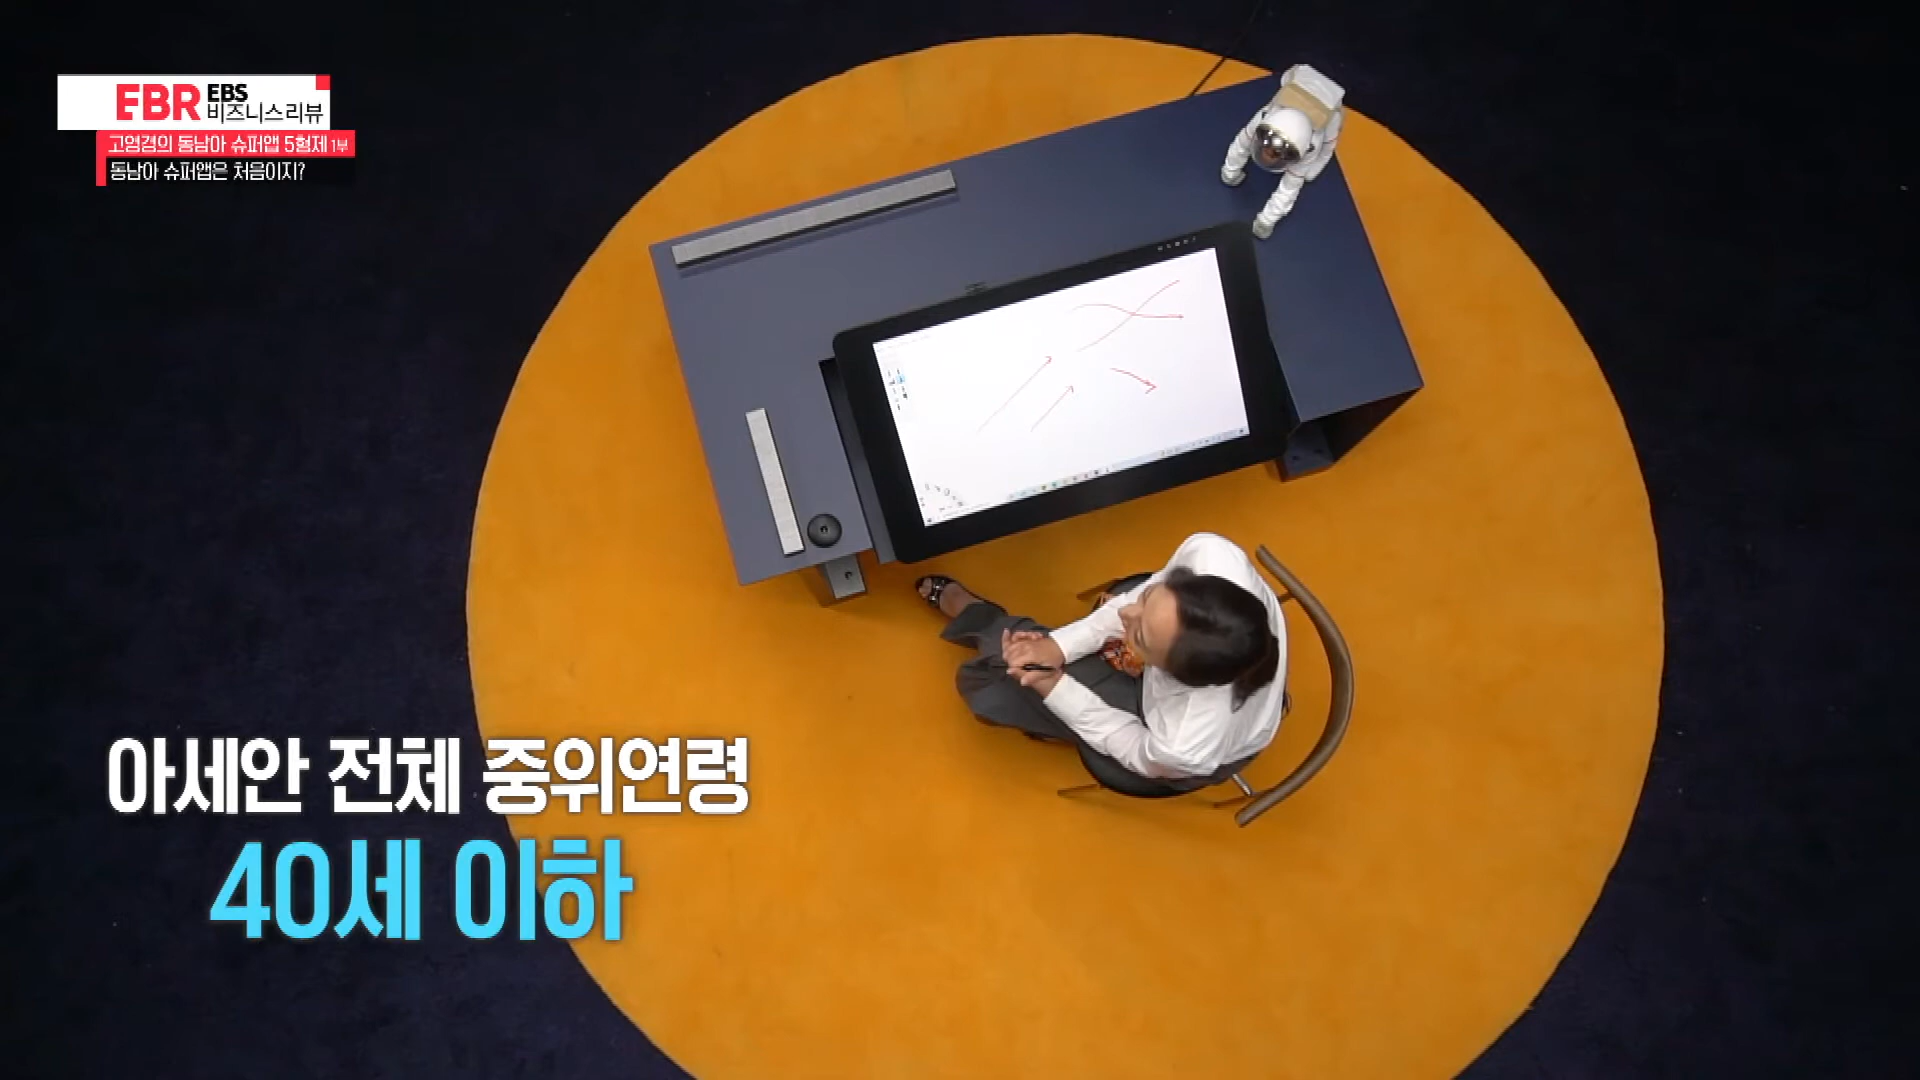 EBR EBS
비즈니스리뷰
고영경의 동남아 슈퍼앱 5형제 1부
동남아 슈퍼앱은 처음이지?
아세안 전체 중위연령
40세 이하